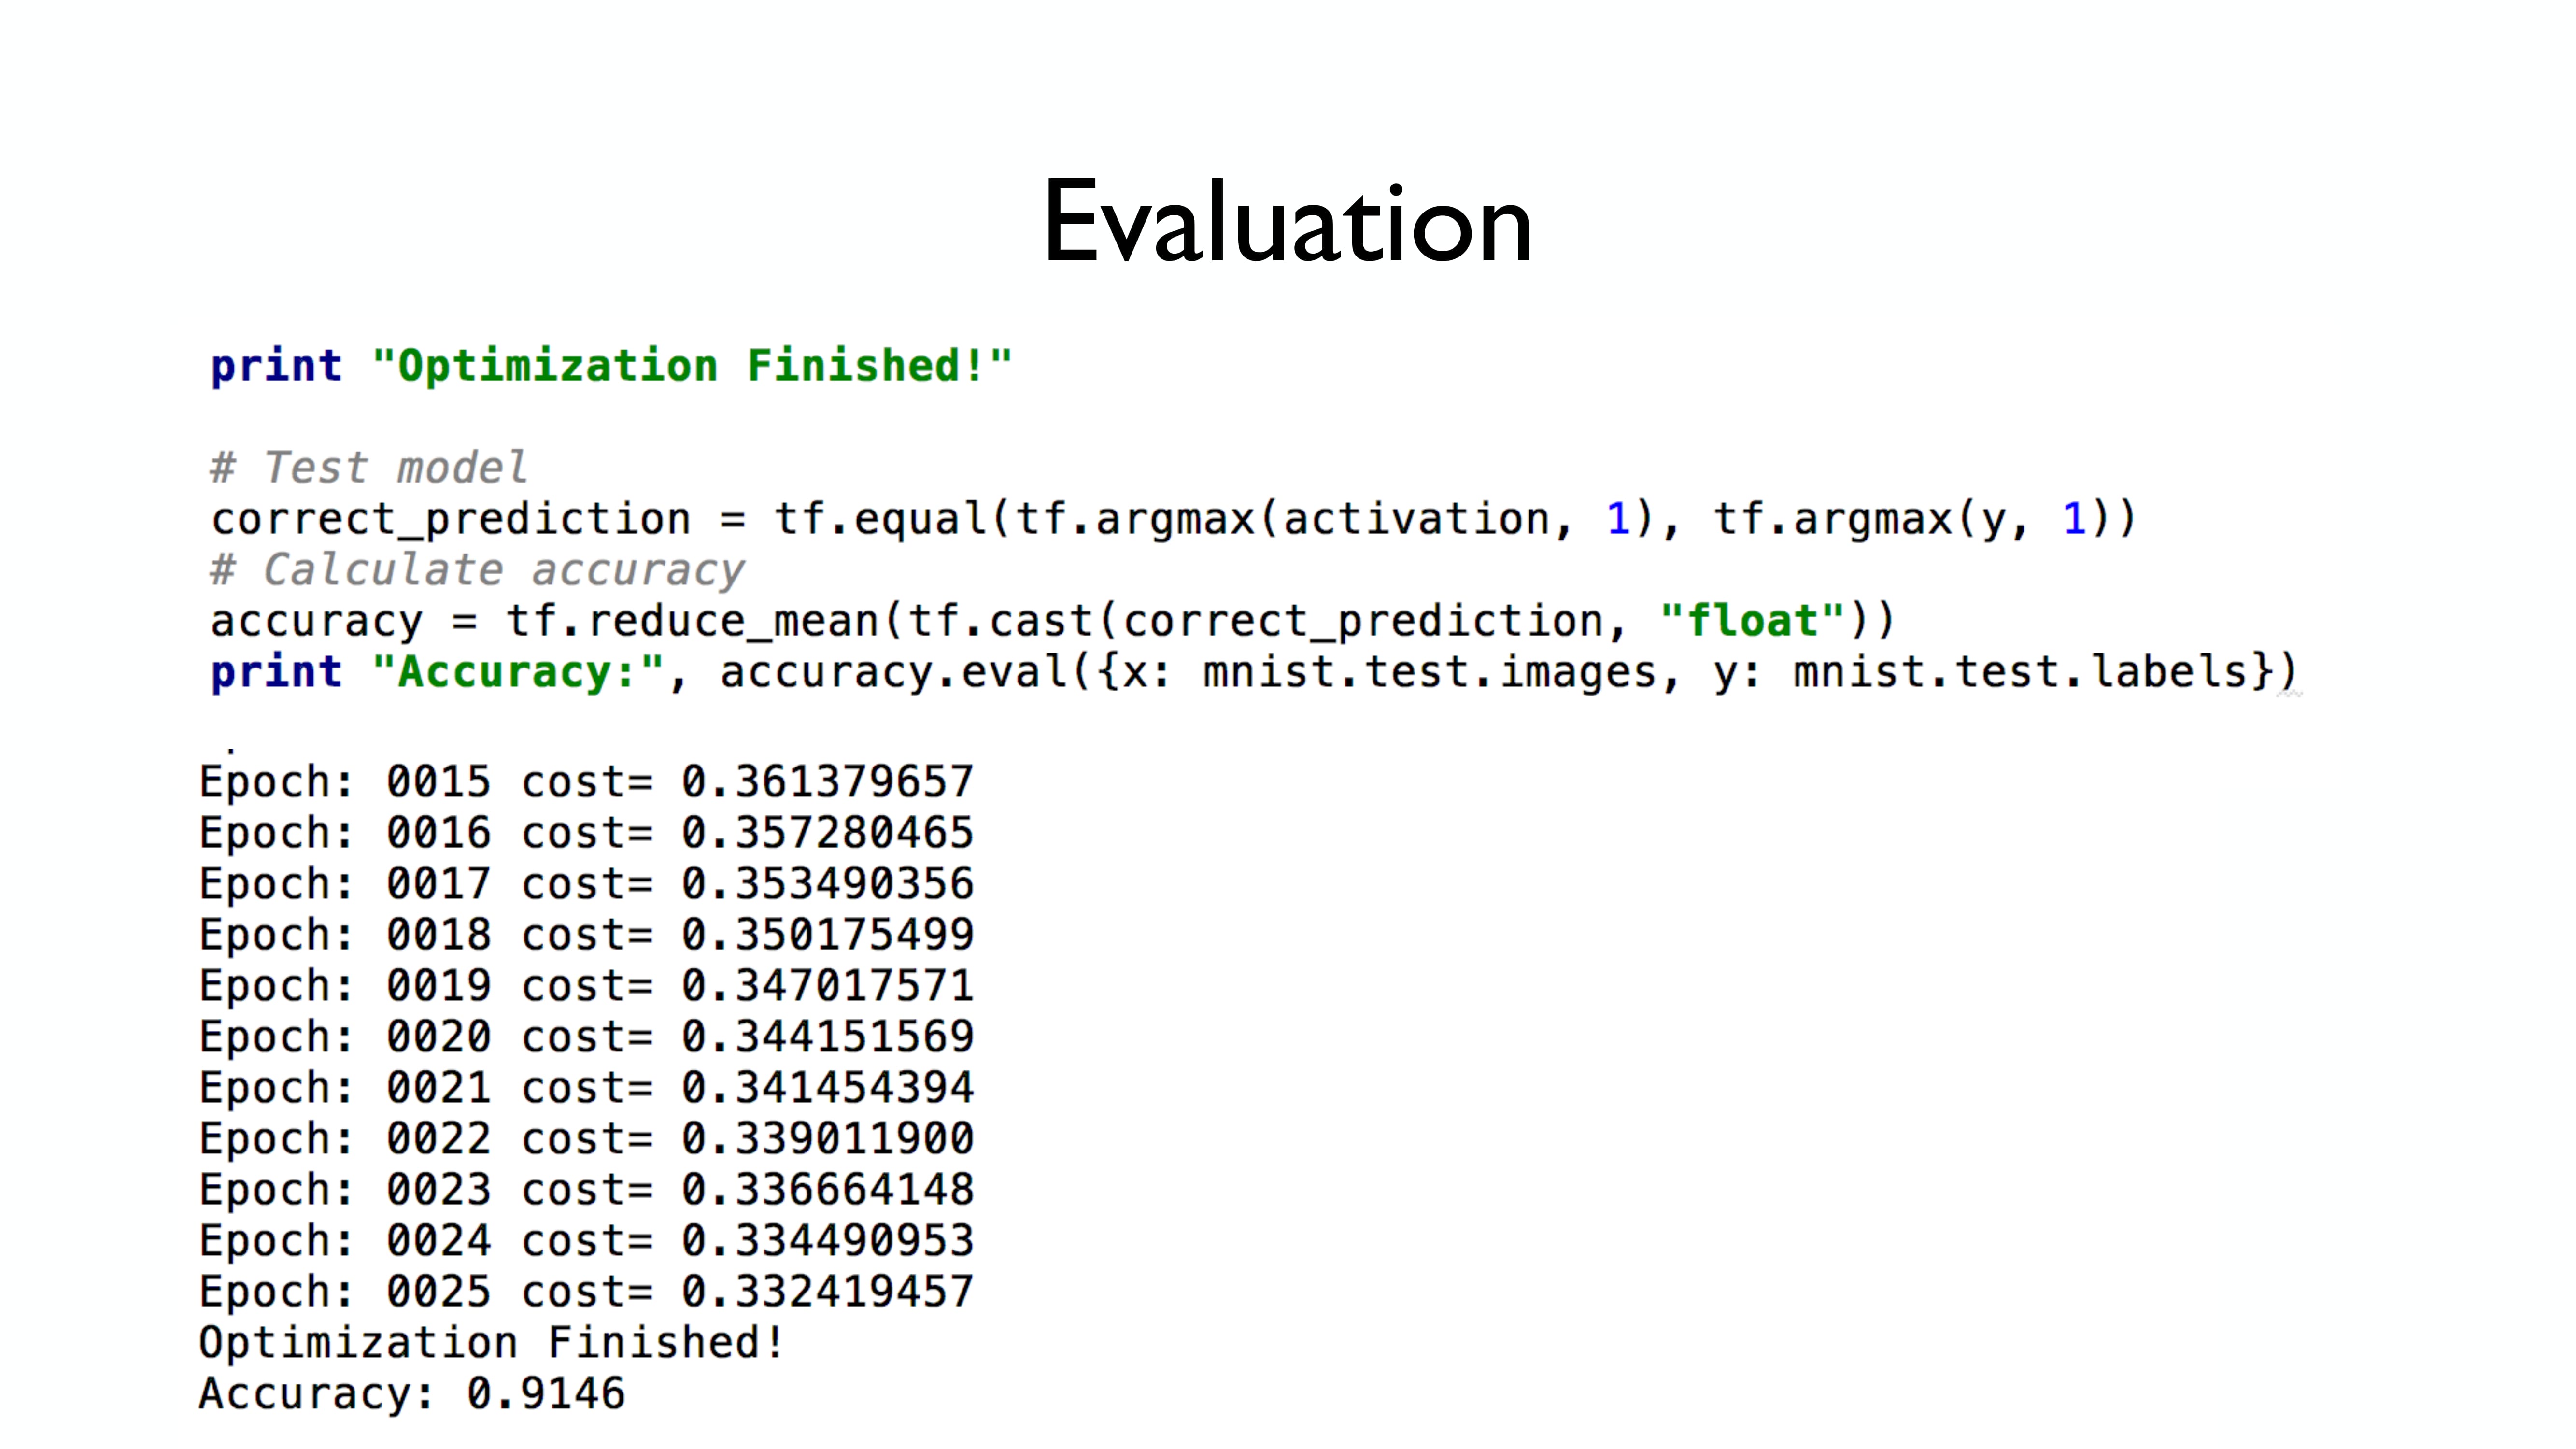 Evaluation
print "Optimization Finished!"
# Test model
correct_prediction = tf.equal(tf.argmax(activation, 1), tf.argmax(y, 1))
# Calculate accuracy
accuracy = tf.reduce_mean(tf.cast(correct_prediction, "float"))
print "Accuracy:", accuracy.eval({x: mnist.test.images, y: mnist.test.labels})
Epoch: 0015 cost= 0.361379657
Epoch: 0016 cost= 0.357280465
Epoch: 0017 cost= 0.353490356
Epoch: 0018 cost= 0.350175499
Epoch: 0019 cost= 0.347017571
Epoch: 0020 cost= 0.344151569
Epoch: 0021 cost= 0.341454394
Epoch: 0022 cost= 0.339011900
Epoch: 0023 cost= 0.336664148
Epoch: 0024 cost= 0.334490953
Epoch: 0025 cost= 0.332419457
Optimization Finished!
Accuracy: 0.9146